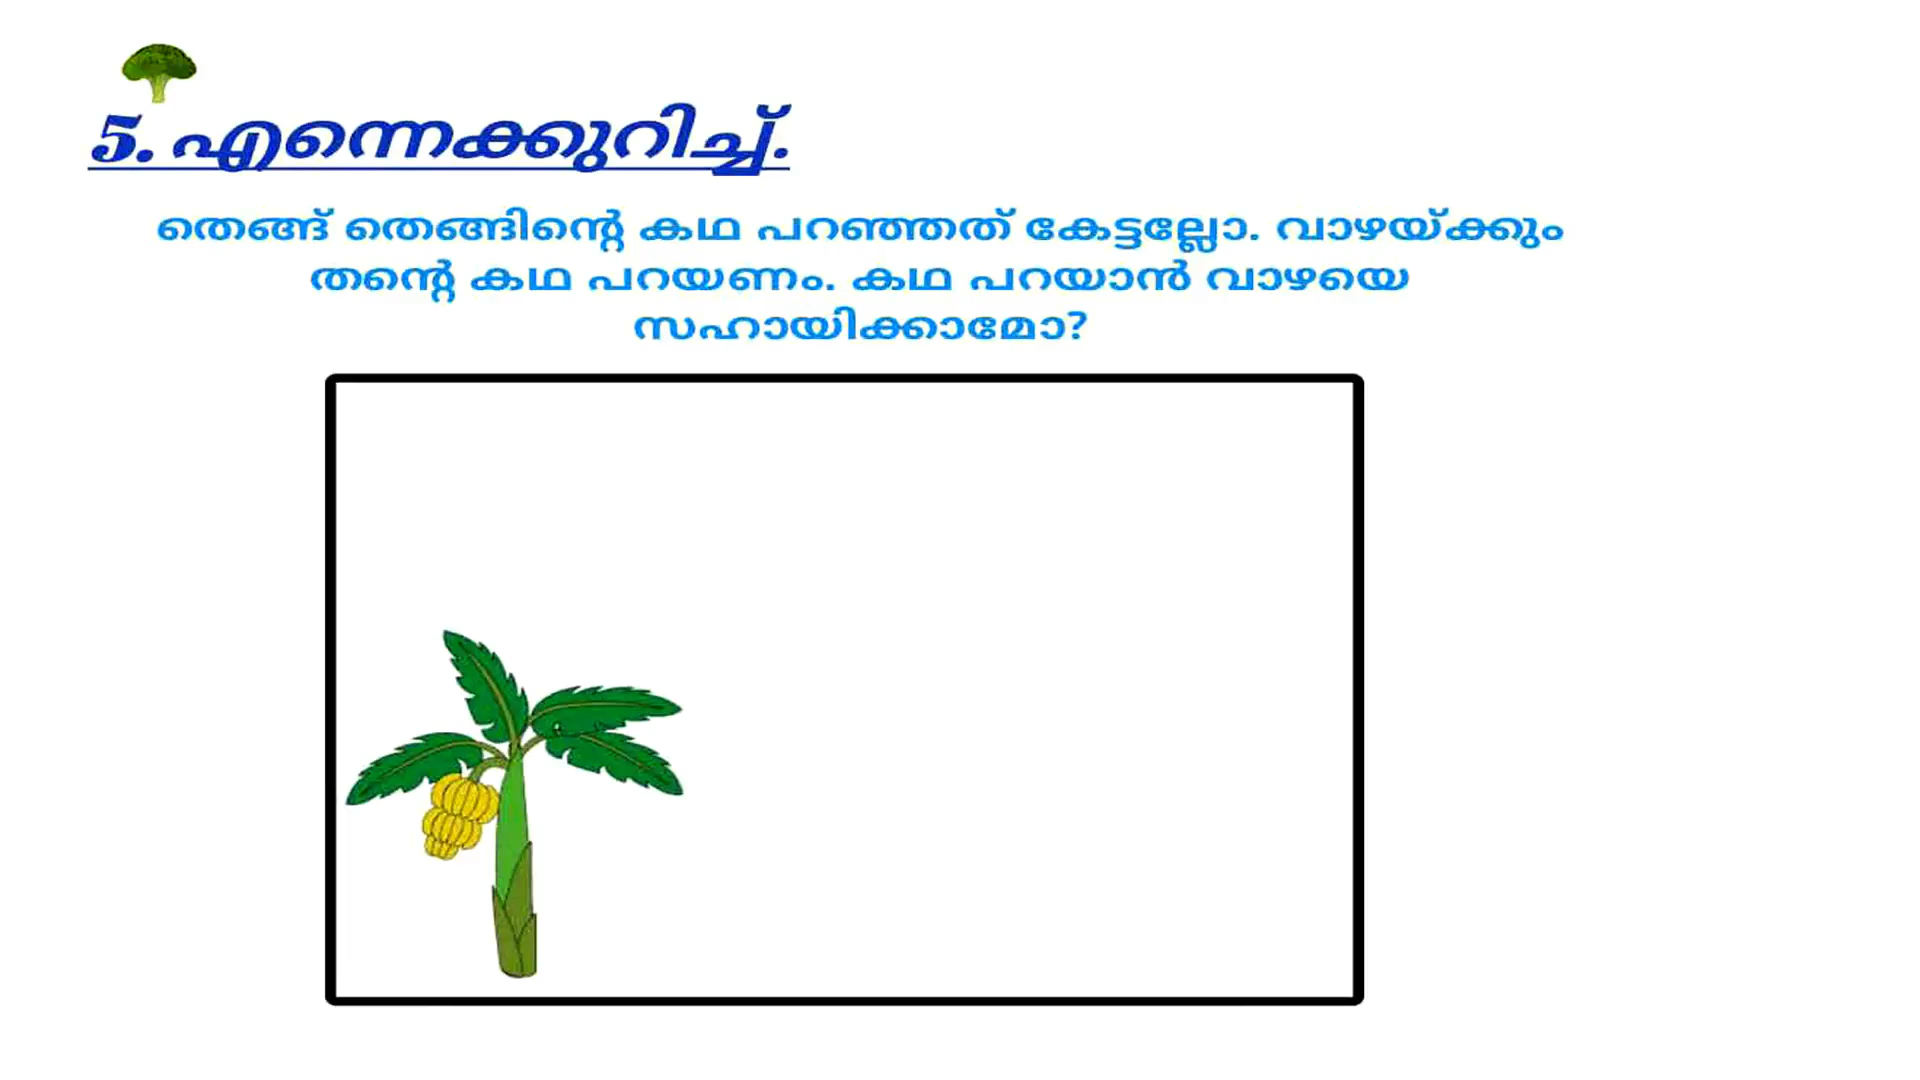 5. എന്നെക്കുറിച്ച്.
തെങ്ങ് തെങ്ങിന്റെ കഥ പറഞ്ഞത് കേട്ടല്ലോ. വാഴയ്ക്കും
തന്റെ കഥ പറയണം. കഥ പറയാൻ വാഴയെ
സഹായിക്കാമോ?